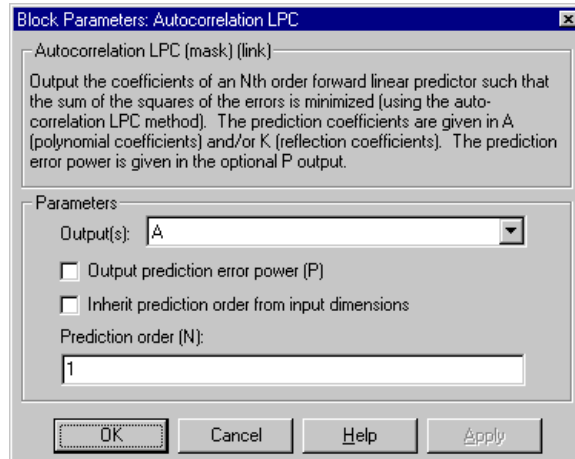 Block Parameters: Autocorrelation LPC
Autocorrelation LPC (mask) (link)
Output the coefficients of an Nth order forward linear predictor such that
the sum of the squares of the errors is minimized (using the auto-
correlation LPC method).  The prediction coefficients are given in A
(polynomial coefficients) and/or K (reflection coefficients).  The prediction
error power is given in the optional P output.
Parameters
Output(s): A
Output prediction error power (P)
Inherit prediction order from input dimensions
Prediction order (N):
1
OK Cancel Help Apply